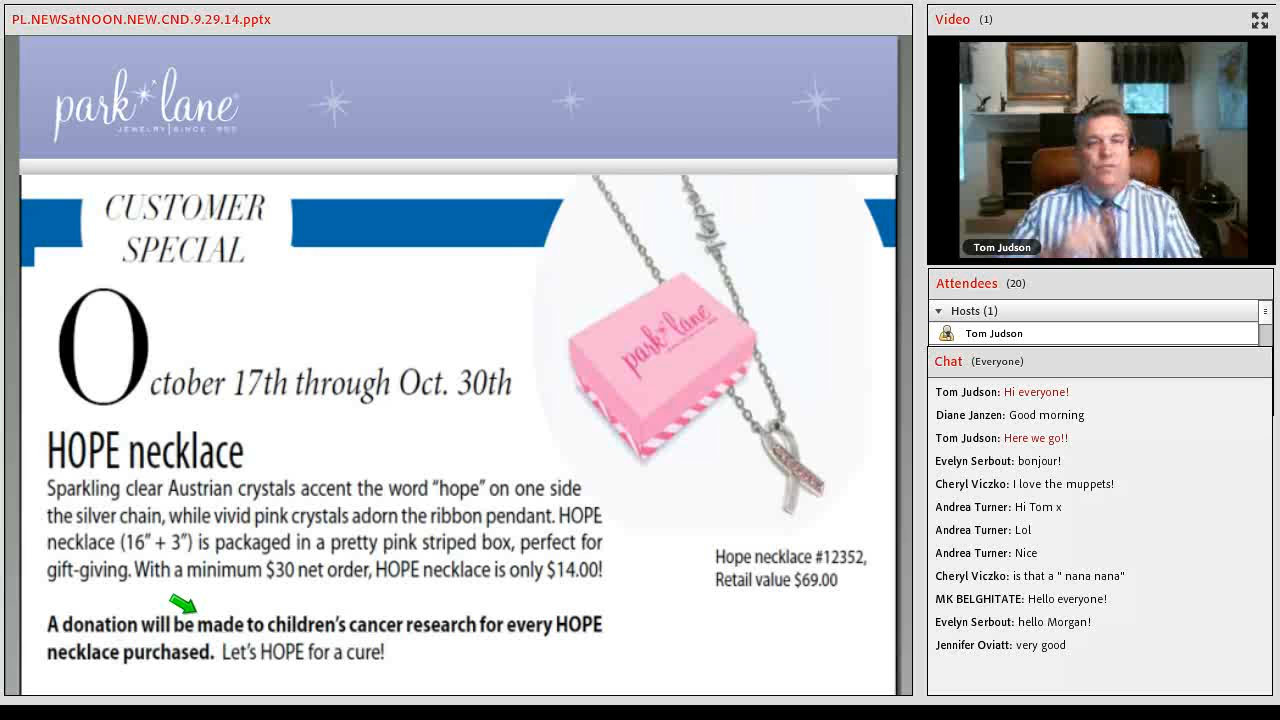 PL.NEWSatNOON.NEW.CND.9.29.14.pptx
park lane
JEWELRY | SINCE
CUSTOMER
SPECIAL
October 17th through Oct. 30th
HOPE necklace
Sparkling clear Austrian crystals accent the word “hope” on one side
the silver chain, while vivid pink crystals adorn the ribbon pendant. HOPE
necklace (16” + 3”) is packaged in a pretty pink striped box, perfect for
gift-giving. With a minimum $30 net order, HOPE necklace is only $14.00!
A donation will be made to children’s cancer research for every HOPE
necklace purchased. Let’s HOPE for a cure!
park lane
Hope necklace #12352,
Retail value $69.00
Video (1)
Tom Judson
Attendees (20)
Hosts (1)
Tom Judson
Chat (Everyone)
Tom Judson: Hi everyone!
Diane Janzen: Good morning
Tom Judson: Here we go!!
Evelyn Serbout: bonjour!
Cheryl Viczko: I love the muppets!
Andrea Turner: Hi Tom x
Andrea Turner: Lol
Andrea Turner: Nice
Cheryl Viczko: is that a " nana nana"
MK BELGHITATE: Hello everyone!
Evelyn Serbout: hello Morgan!
Jennifer Oviatt: very good